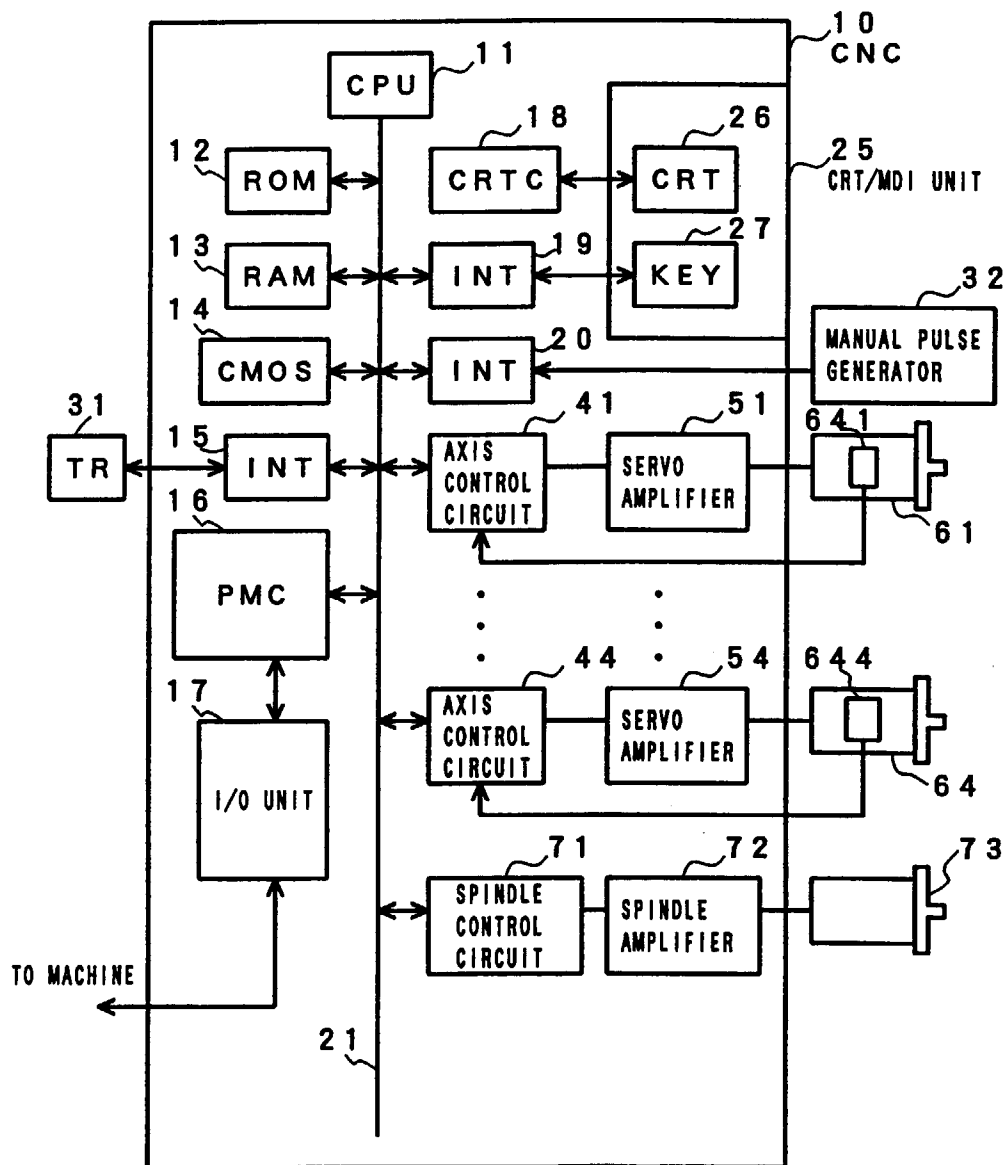 10
CNC
11
CPU
18
26
12
25
ROM
CRTC
CRT
CRT/MDI UNIT
13
19
27
RAM
INT
KEY
32
14
20
MANUAL PULSE
GENERATOR
CMOS
INT
31
15
41
51
641
TR
INT
AXIS
CONTROL
CIRCUIT
SERVO
AMPLIFIER
16
61
PMC
17
44
54
644
AXIS
CONTROL
CIRCUIT
SERVO
AMPLIFIER
I/O UNIT
64
71
72
73
SPINDLE
CONTROL
CIRCUIT
SPINDLE
AMPLIFIER
TO MACHINE
21